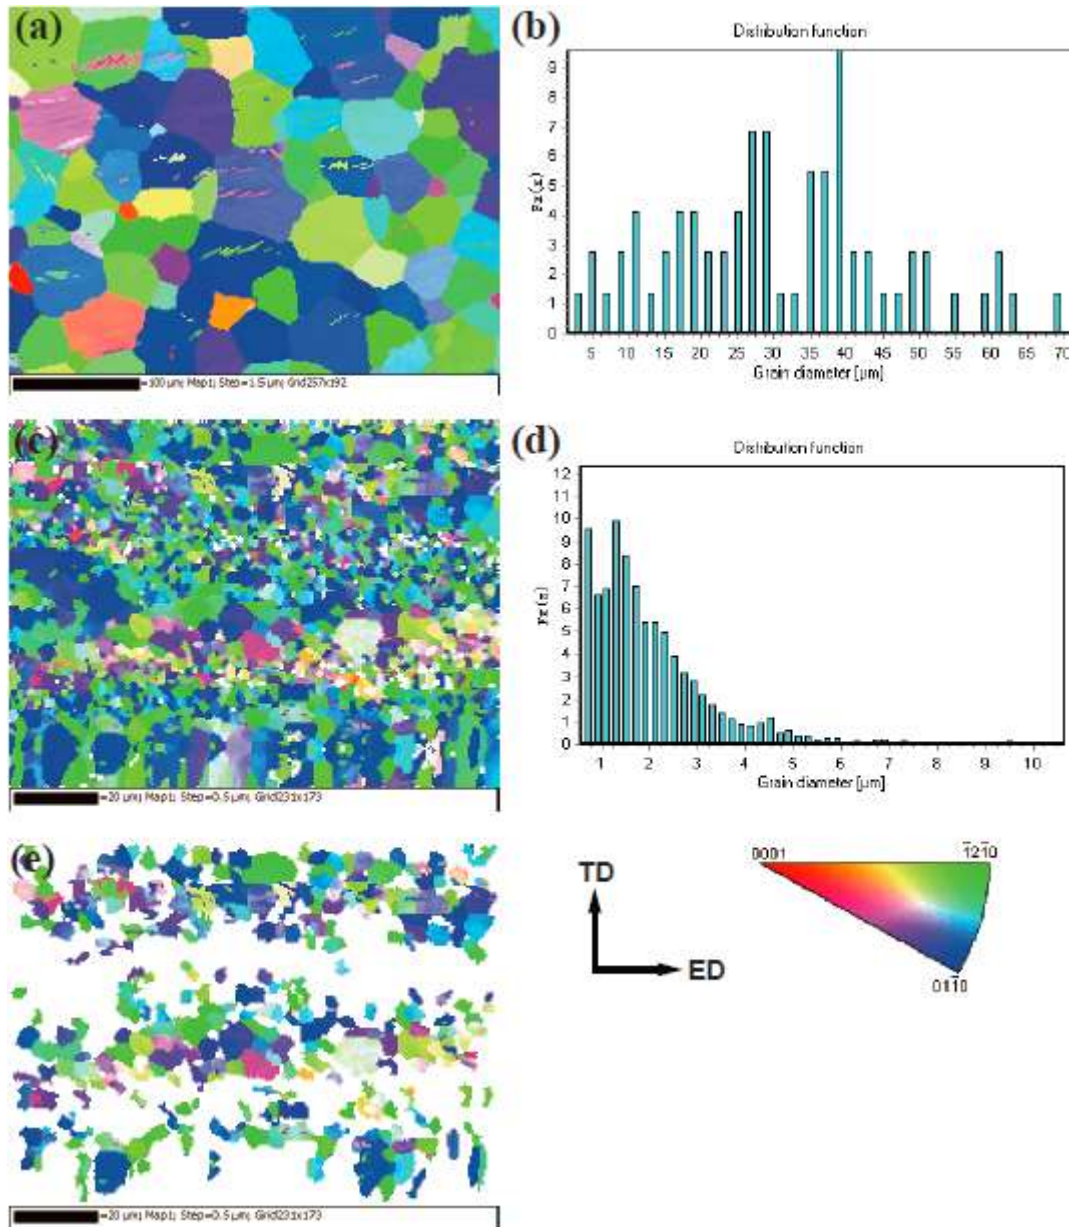 (a)
=100 µm; Map1; Step=1.5 µm; Grid257x192
(b)
Distribution function
Fz(z)
9
8
7
6
5
4
3
2
1
0
5 10 15 20 25 30 35 40 45 50 55 60 65 70
Grain diameter [µm]
(c)
=20 µm; Map1; Step=0.5 µm; Grid231x173
(d)
Distribution function
Fz(z)
12
11
10
9
8
7
6
5
4
3
2
1
0
1 2 3 4 5 6 7 8 9 10
Grain diameter [µm]
(e)
=20 µm; Map1; Step=0.5 µm; Grid231x173
TD
ED
0001
1̅21̅0
011̅0